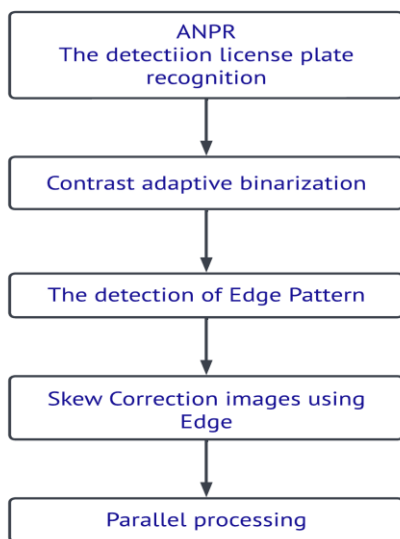 ANPR
The detectiion license plate
recognition
Contrast adaptive binarization
The detection of Edge Pattern
Skew Correction images using
Edge
Parallel processing